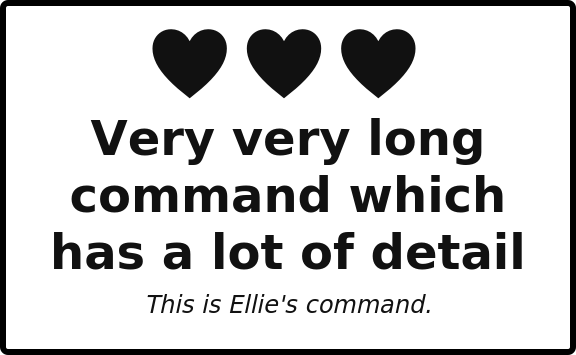 ♥♥♥
Very very long
command which
has a lot of detail
This is Ellie's command.